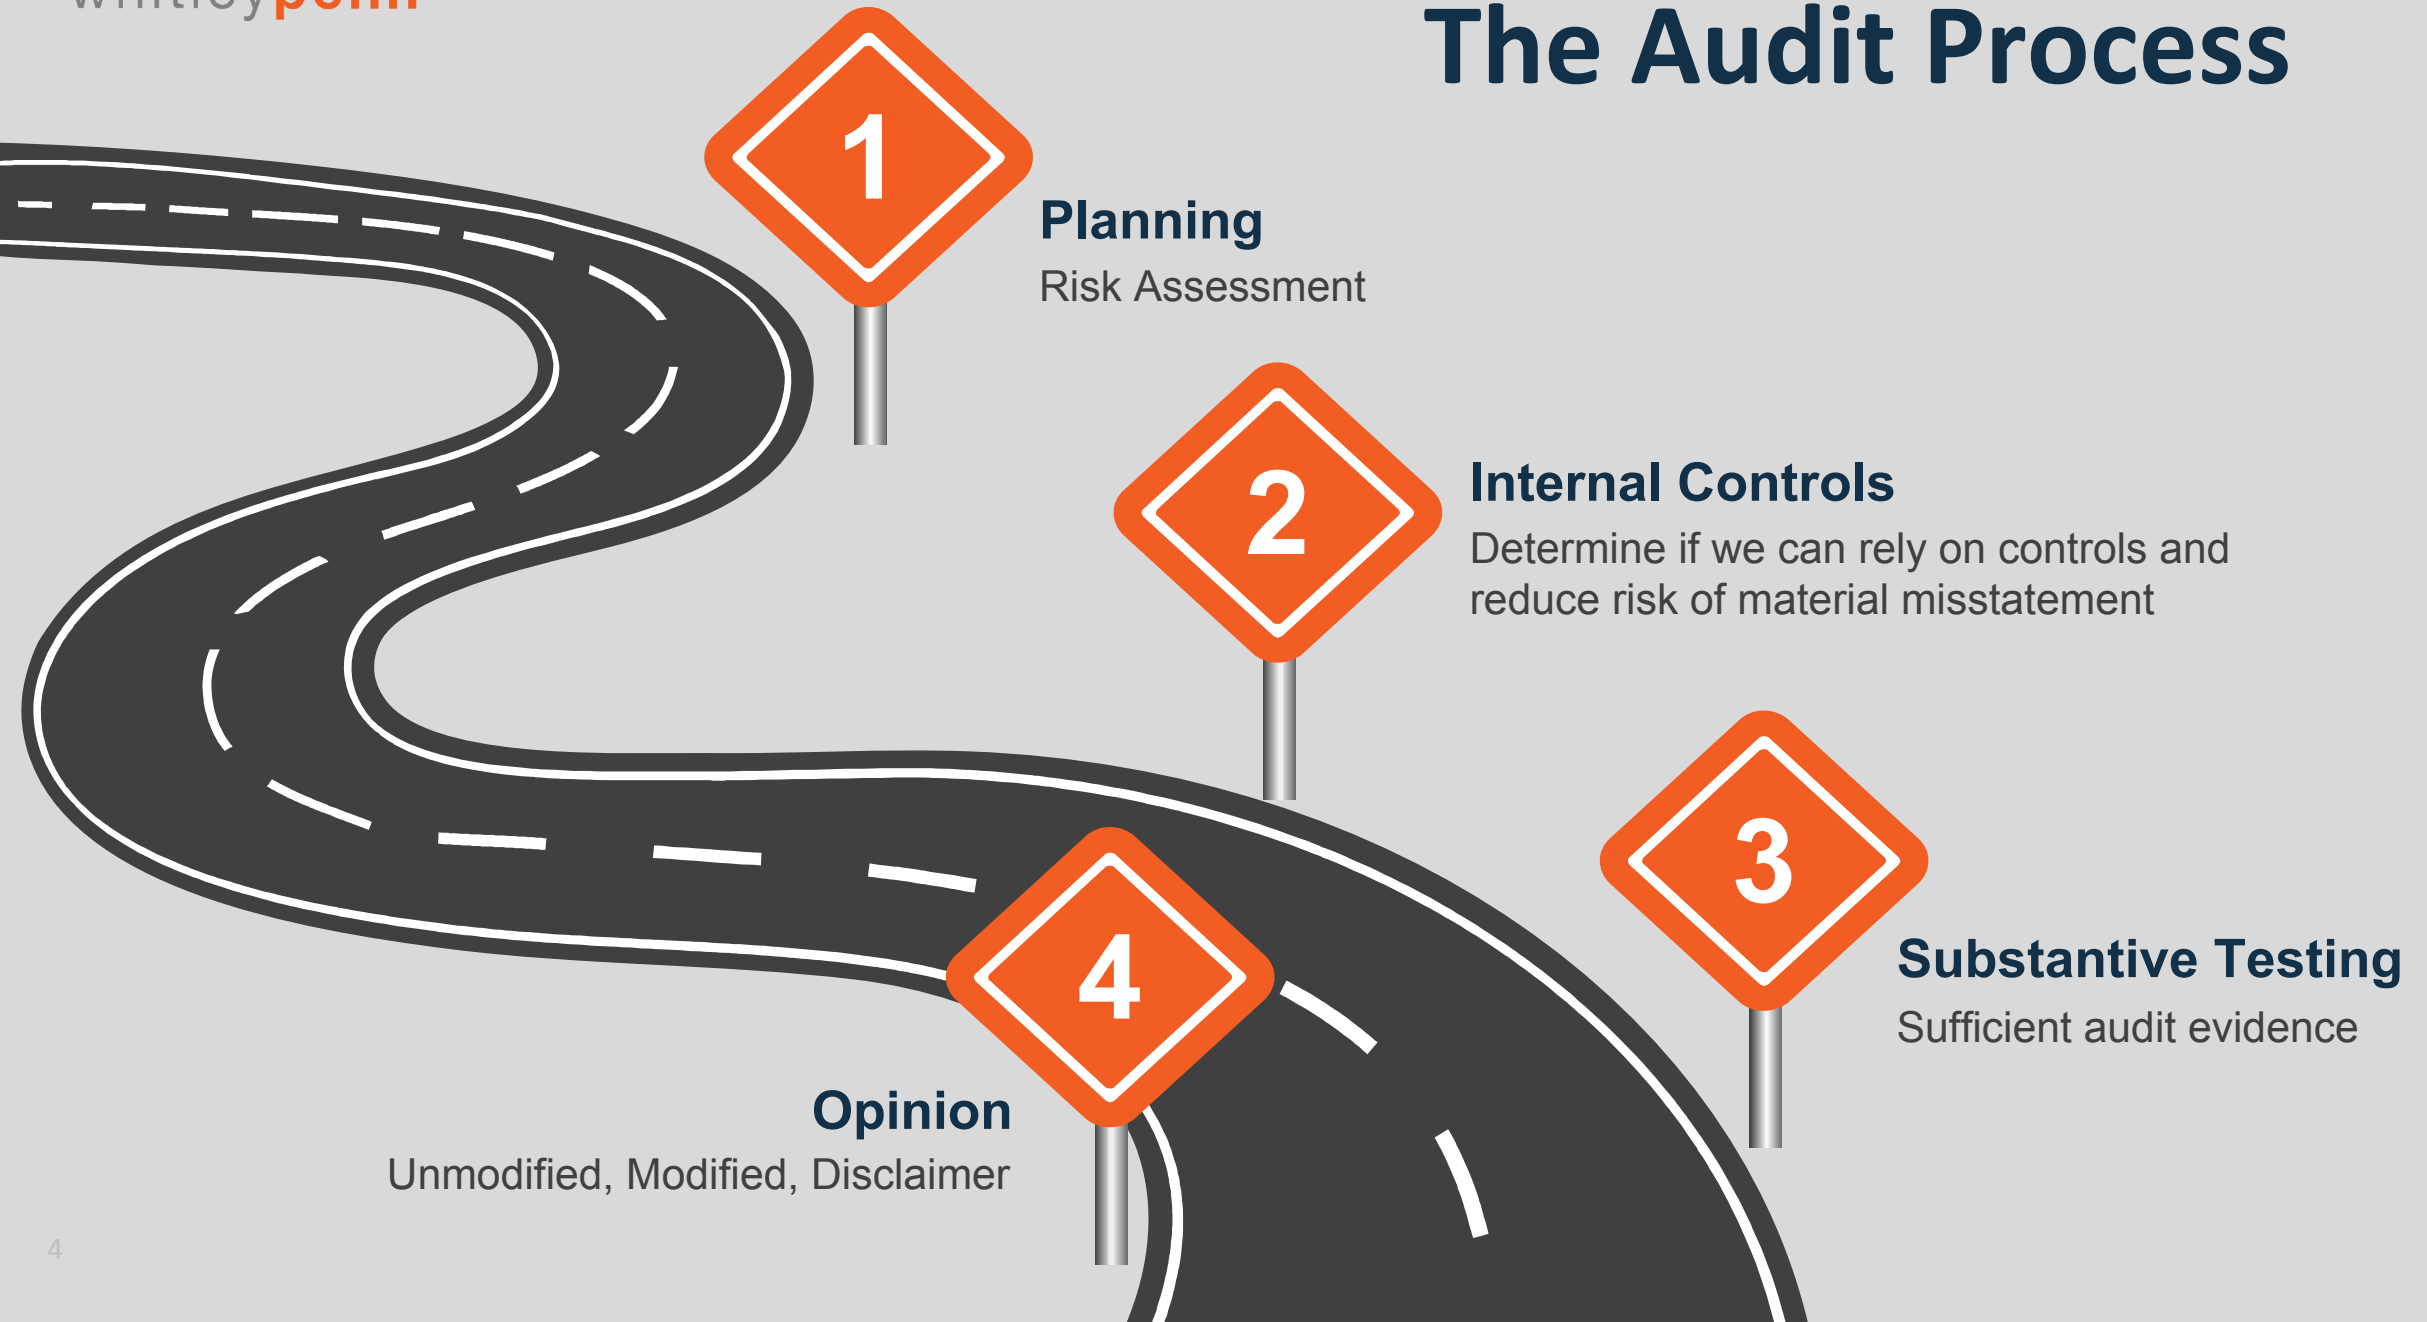 whitleypenn
The Audit Process
1
Planning
Risk Assessment
2
Internal Controls
Determine if we can rely on controls and
reduce risk of material misstatement
3
Substantive Testing
Sufficient audit evidence
4
Opinion
Unmodified, Modified, Disclaimer
4